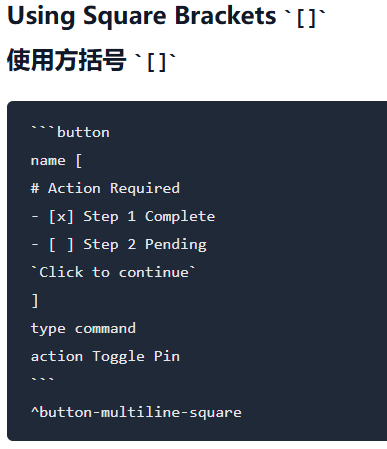 Using Square Brackets `[]`
使用方括号 `[]`
```button
name [
# Action Required
- [x] Step 1 Complete
- [ ] Step 2 Pending
`Click to continue`
]
type command
action Toggle Pin
```
^button-multiline-square